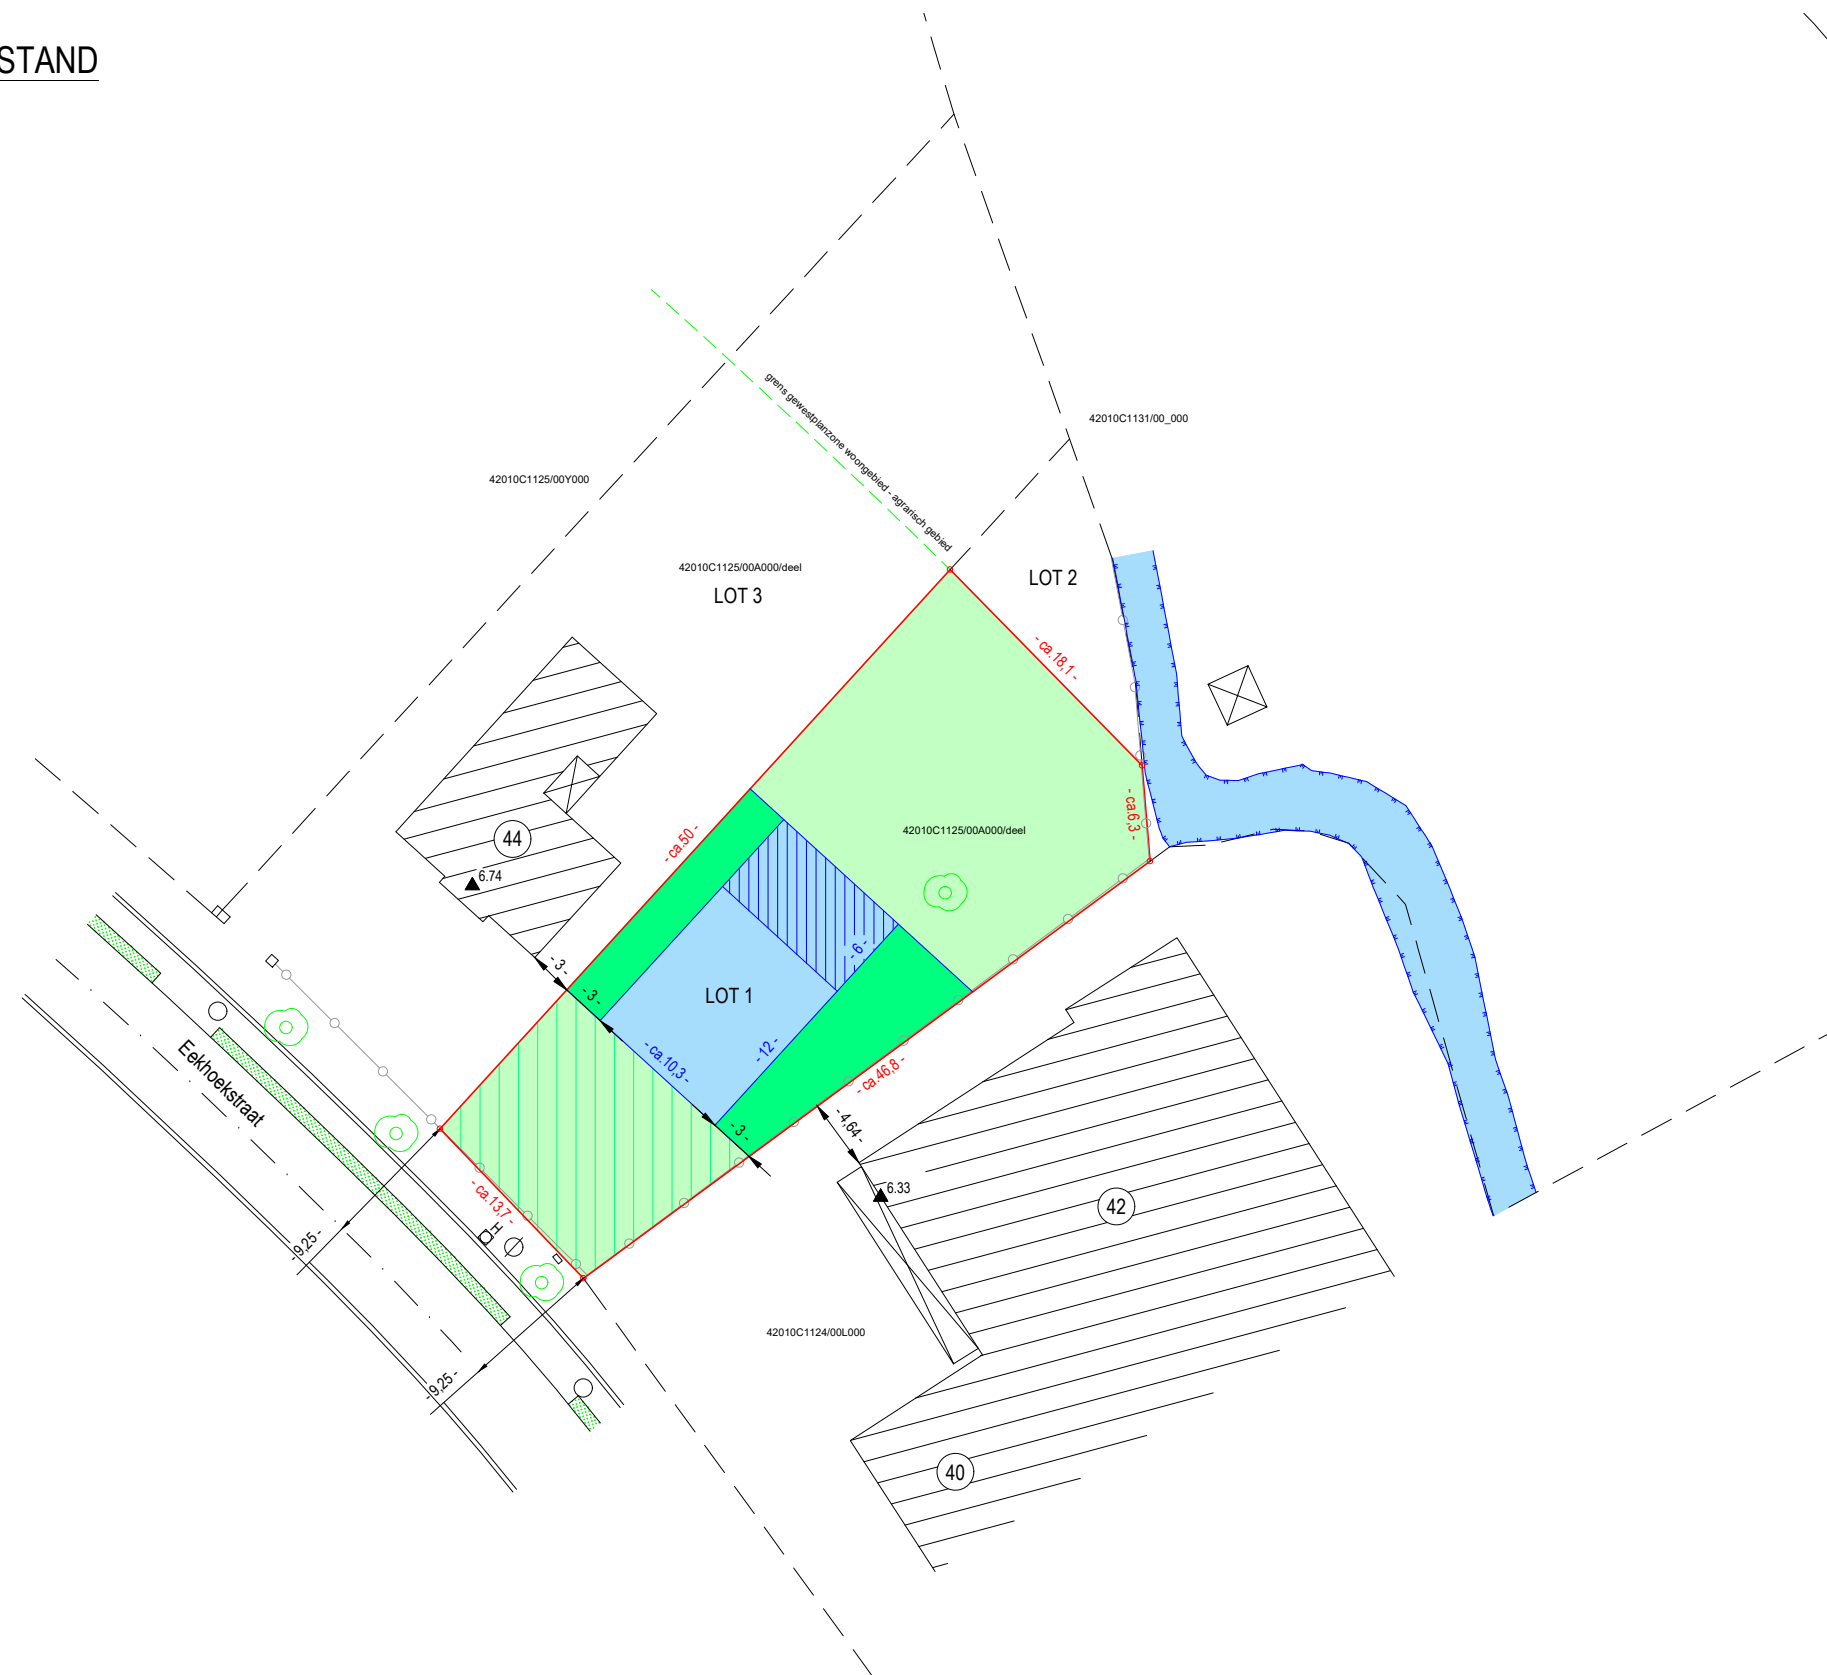 STAND
grens gewestplanzone woongebied - agrarisch gebied
42010C1131/00_000
42010C1125/00Y000
42010C1125/00A000/deel
LOT 3
LOT 2
- ca.18,1 -
- ca.6,3 -
- ca.50 -
42010C1125/00A000/deel
44
6.74
- 6 -
- 3 -
- 3 -
LOT 1
- ca.10,3 -
- 12 -
- ca.46,8 -
- 3 -
- 4,64 -
Eekhoekstraat
- ca.13,7 -
H
6.33
42
- 9,25 -
42010C1124/00L000
- 9,25 -
40